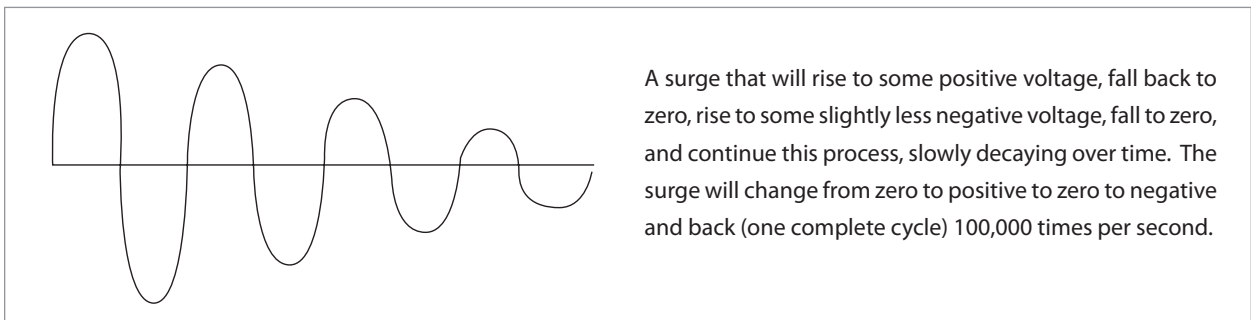 A surge that will rise to some positive voltage, fall back to
zero, rise to some slightly less negative voltage, fall to zero,
and continue this process, slowly decaying over time. The
surge will change from zero to positive to zero to negative
and back (one complete cycle) 100,000 times per second.